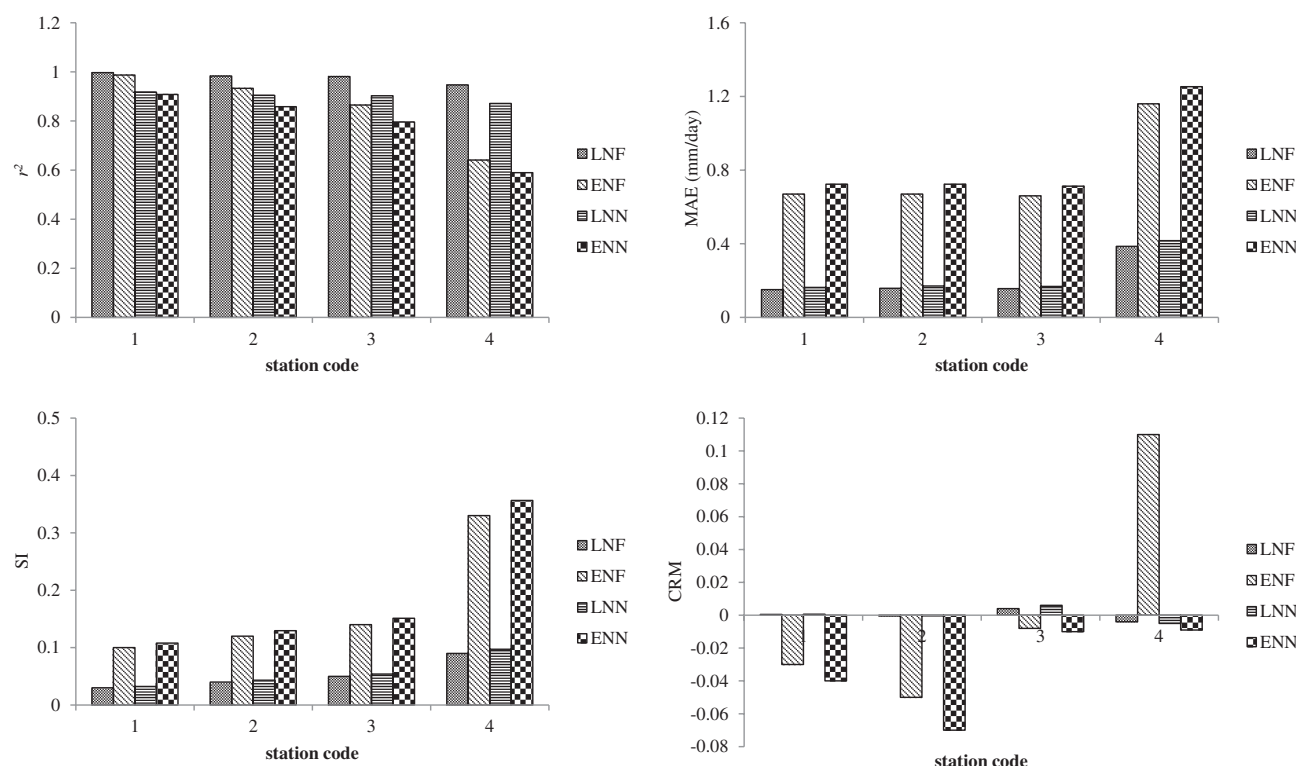 1.2
1
0.8
0.6
0.4
0.2
0
r²
1 2 3 4
station code
LNF
ENF
LNN
ENN
1.6
1.2
0.8
0.4
0
MAE (mm/day)
1 2 3 4
station code
LNF
ENF
LNN
ENN
0.5
0.4
0.3
0.2
0.1
0
SI
1 2 3 4
station code
LNF
ENF
LNN
ENN
0.12
0.1
0.08
0.06
0.04
0.02
0
-0.02
-0.04
-0.06
-0.08
CRM
1 2 3 4
station code
LNF
ENF
LNN
ENN